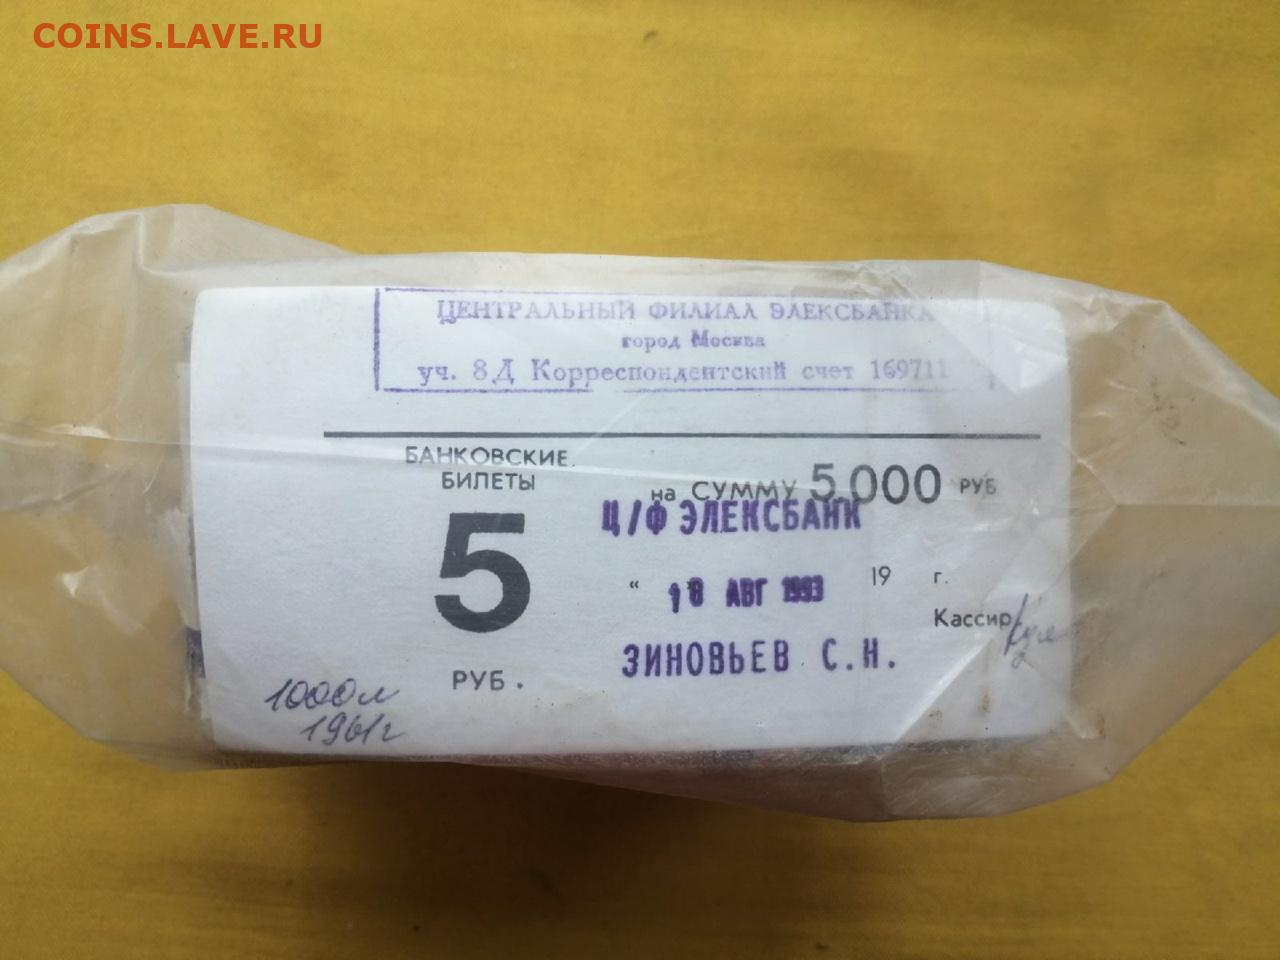 COINS.LAVE.RU
ЦЕНТРАЛЬНЫЙ ФИЛИАЛ ЭЛЕКСБАНКА
город Москва
уч. 8Д Корреспондентский счет 169711
БАНКОВСКИЕ
БИЛЕТЫ
на СУММУ 5 000 РУБ
Ц/Ф ЭЛЕКСБАНК
5
" 18 АВГ 1993 19 г.
Кассир
ЗИНОВЬЕВ С.Н.
РУБ.
1000л
1961г